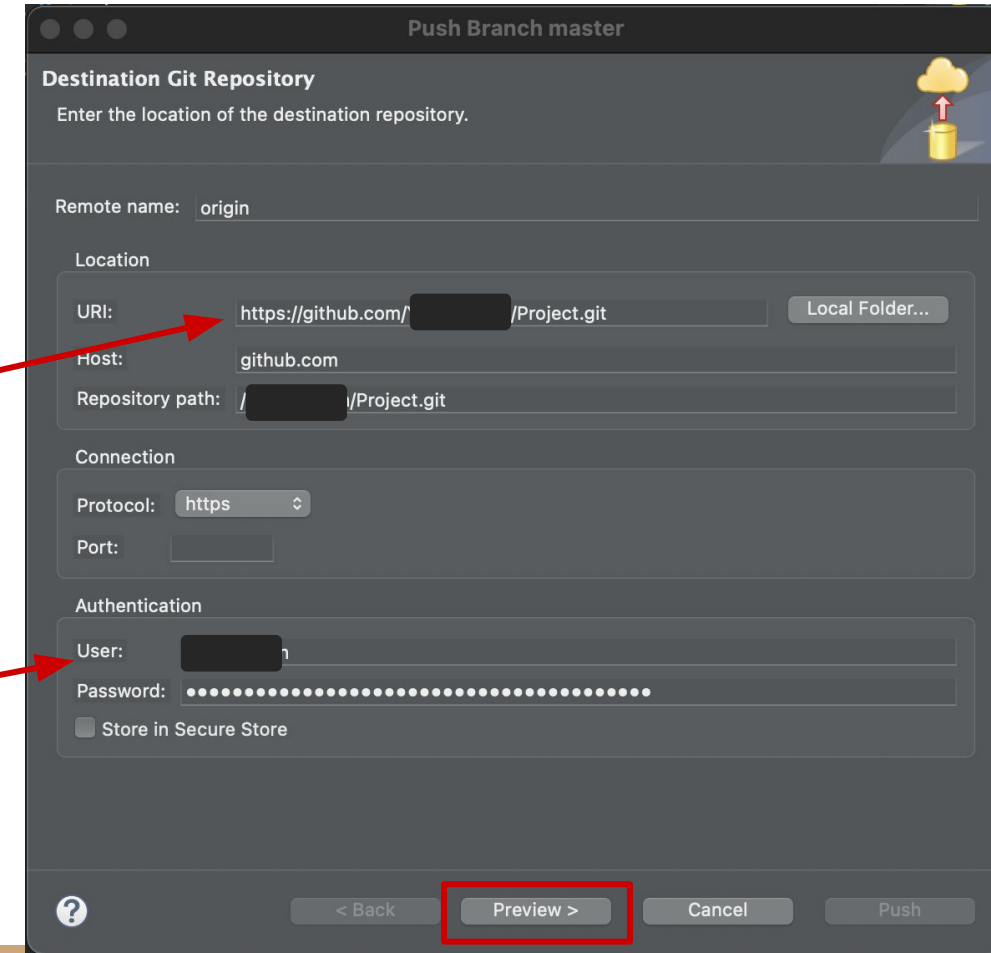 Push Branch master
Destination Git Repository
Enter the location of the destination repository.
Remote name: origin
Location
URI: https://github.com/ /Project.git Local Folder...
Host: github.com
Repository path: / /Project.git
Connection
Protocol: https
Port:
Authentication
User: n
Password: ••••••••••••••••••••••••••••••••••••••••
Store in Secure Store
? < Back Preview > Cancel Push